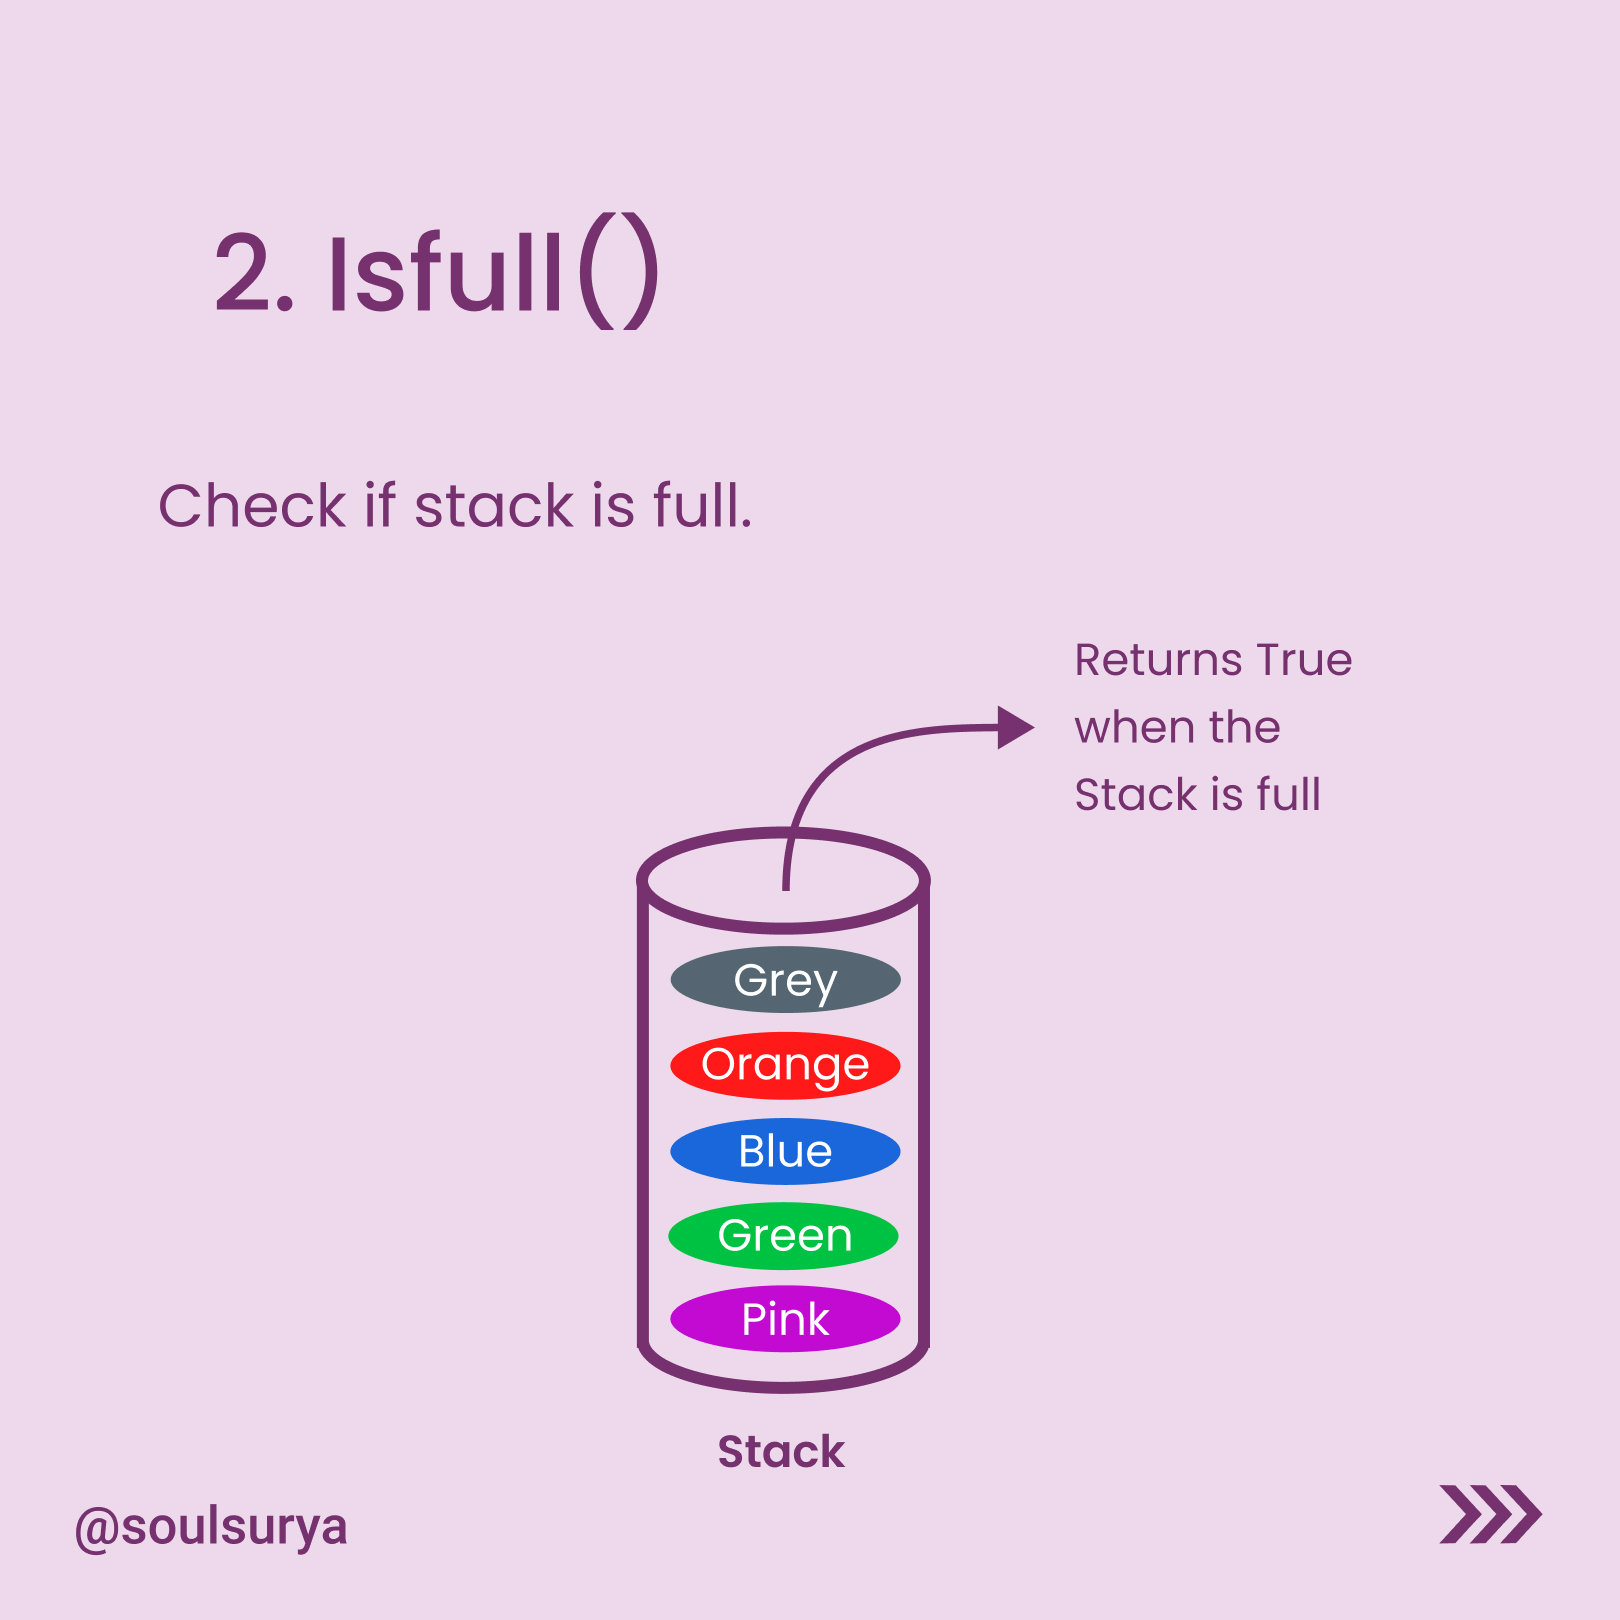 2. Isfull()
Check if stack is full.
Returns True
when the
Stack is full
Grey
Orange
Blue
Green
Pink
Stack
@soulsurya